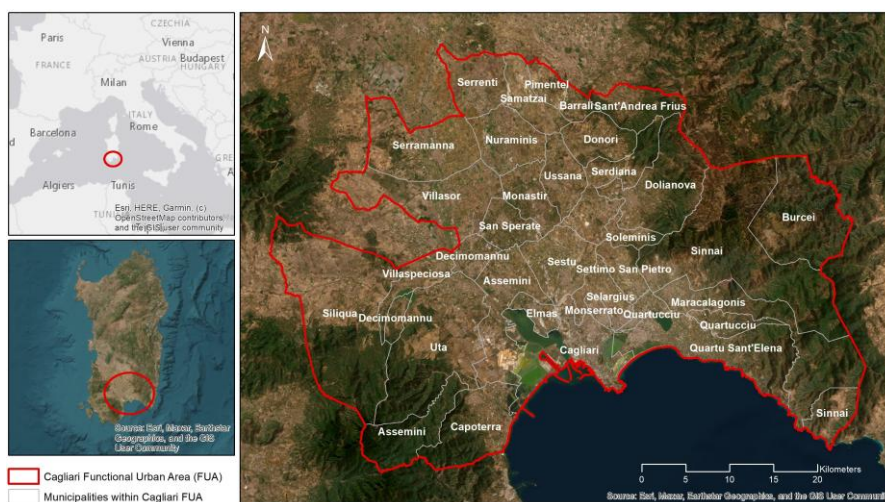 CZECHIA
Paris
Vienna
FRANCE
AUSTRIA Budapest
HUNGARY
Milan
ITALY
Barcelona
Rome
Algiers
Tunis
Esri, HERE, Garmin, (c)
OpenStreetMap contributors
and the GIS user community
Source: Esri, Maxar, Earthstar
Geographics, and the GIS
User Community
Cagliari Functional Urban Area (FUA)
Municipalities within Cagliari FUA
N
Serrenti
Pimentel
Samatzai
Barrali
Sant'Andrea Frius
Serramanna
Nuraminis
Donori
Ussana
Serdiana
Dolianova
Villasor
Monastir
Burcei
San Sperate
Soleminis
Sinnai
Decimomannu
Sestu
Villaspeciosa
Assemini
Settimo San Pietro
Siliqua
Decimomannu
Elmas
Selargius
Monserrato
Quartucciu
Maracalagonis
Quartucciu
Uta
Cagliari
Quartu Sant'Elena
Assemini
Capoterra
Sinnai
Kilometers
0 5 10 15 20
Source: Esri, Maxar, Earthstar Geographics, and the GIS User Community